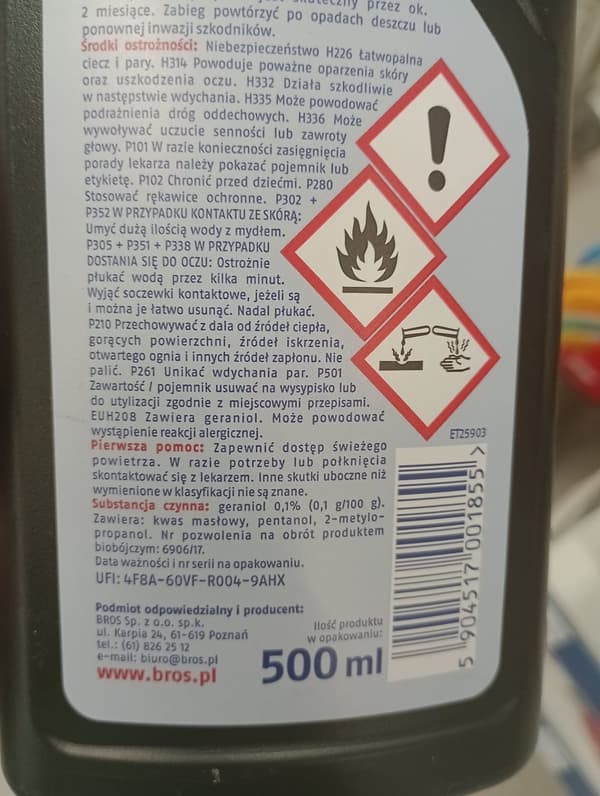 przez ok.
2 miesiące. Zabieg powtórzyć po opadach deszczu lub
ponownej inwazji szkodników.
Środki ostrożności: Niebezpieczeństwo H226 Łatwopalna
ciecz i pary. H314 Powoduje poważne oparzenia skóry
oraz uszkodzenia oczu. H332 Działa szkodliwie
w następstwie wdychania. H335 Może powodować
podrażnienia dróg oddechowych. H336 Może
wywoływać uczucie senności lub zawroty
głowy. P101 W razie konieczności zasięgnięcia
porady lekarza należy pokazać pojemnik lub
etykietę. P102 Chronić przed dziećmi. P280
Stosować rękawice ochronne. P302 +
P352 W PRZYPADKU KONTAKTU ZE SKÓRĄ:
Umyć dużą ilością wody z mydłem.
P305 + P351 + P338 W PRZYPADKU
DOSTANIA SIĘ DO OCZU: Ostrożnie
płukać wodą przez kilka minut.
Wyjąć soczewki kontaktowe, jeżeli są
i można je łatwo usunąć. Nadal płukać.
P210 Przechowywać z dala od źródeł ciepła,
gorących powierzchni, źródeł iskrzenia,
otwartego ognia i innych źródeł zapłonu. Nie
palić. P261 Unikać wdychania par. P501
Zawartość / pojemnik usuwać na wysypisko lub
do utylizacji zgodnie z miejscowymi przepisami.
EUH208 Zawiera geraniol. Może powodować
wystąpienie reakcji alergicznej.
Pierwsza pomoc: Zapewnić dostęp świeżego
powietrza. W razie potrzeby lub połknięcia
skontaktować się z lekarzem. Inne skutki uboczne niż
wymienione w klasyfikacji nie są znane.
Substancja czynna: geraniol 0,1% (0,1 g/100 g).
Zawiera: kwas masłowy, pentanol, 2-metylo-
propanol. Nr pozwolenia na obrót produktem
biobójczym: 6906/17.
Data ważności i nr serii na opakowaniu.
UFI: 4F8A-60VF-R004-9AHX
Podmiot odpowiedzialny i producent:
BROS Sp. z o.o. sp.k.
ul. Karpia 24, 61-619 Poznań
tel.: (61) 826 25 12
e-mail: biuro@bros.pl
www.bros.pl
Ilość produktu
w opakowaniu:
500 ml
ET25903
5 904517 001855 >